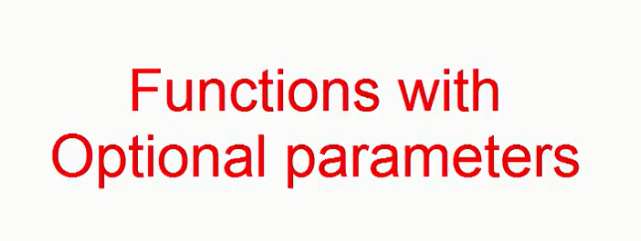 Functions with
Optional parameters